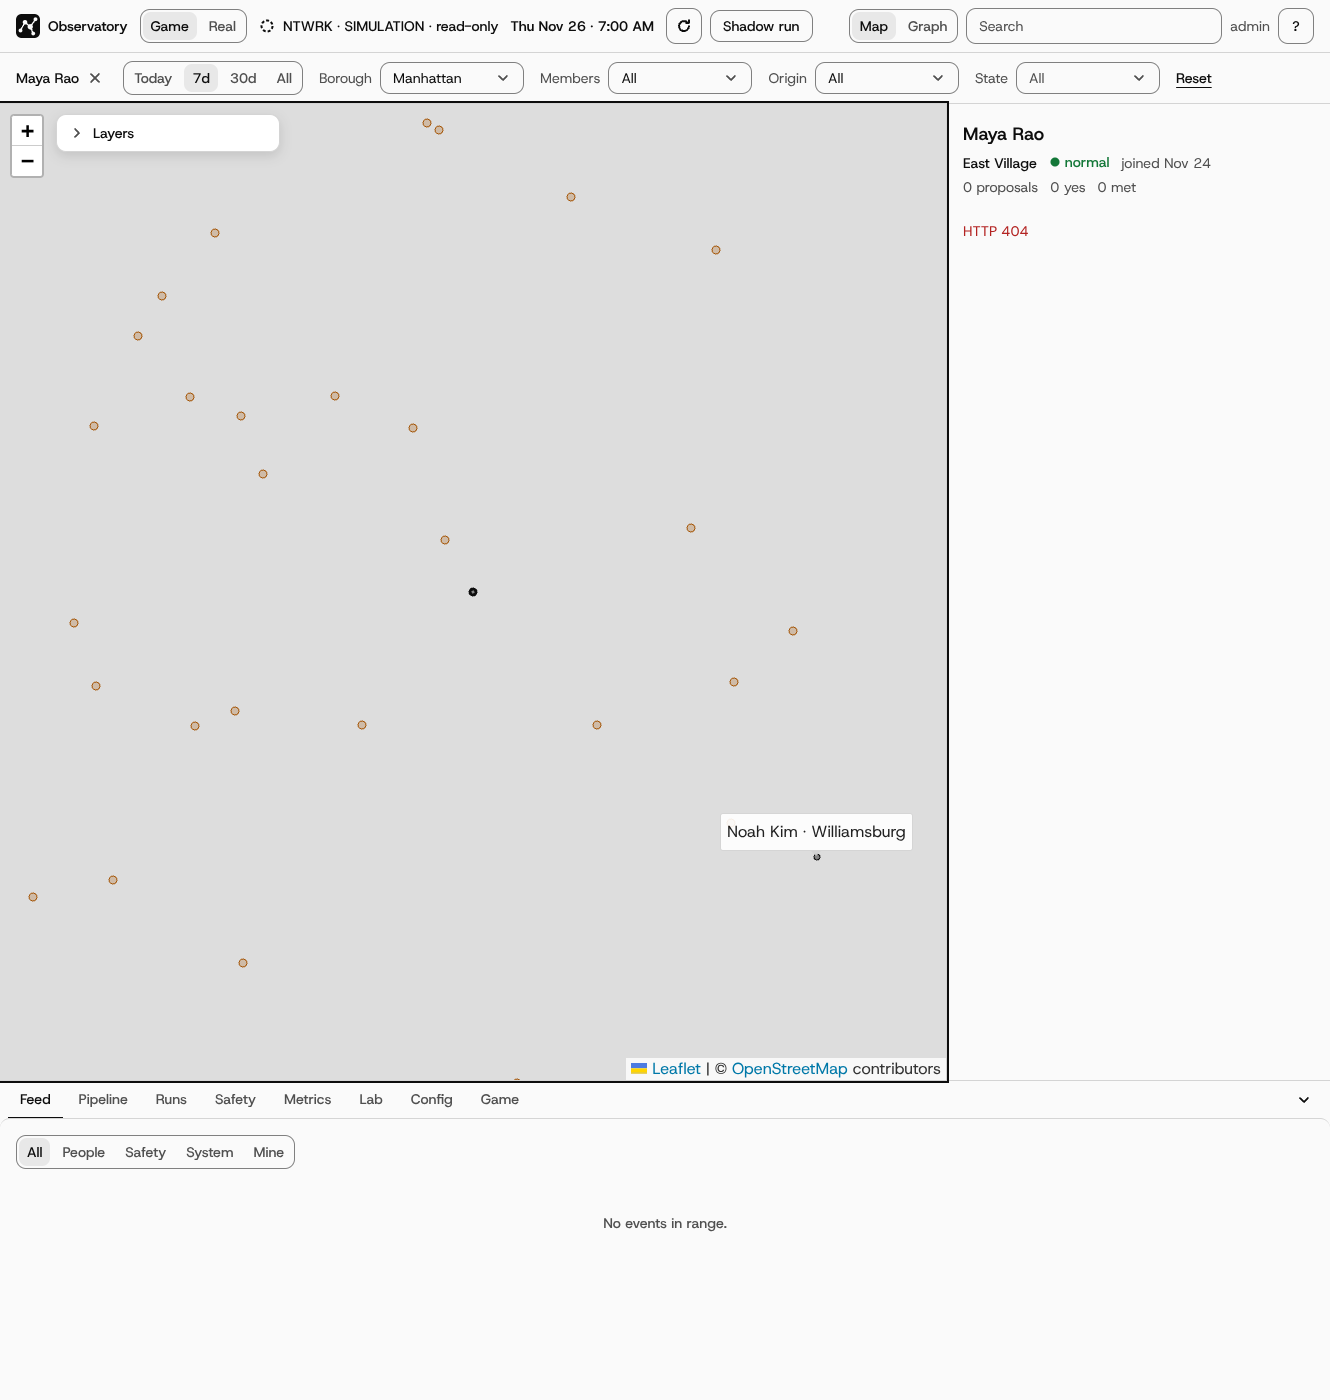 Observatory Game Real NTWRK · SIMULATION · read-only Thu Nov 26 · 7:00 AM Shadow run Map Graph Search admin ?
Maya Rao Today 7d 30d All Borough Manhattan Members All Origin All State All Reset
+
−
Layers
Maya Rao
East Village normal joined Nov 24
0 proposals 0 yes 0 met
HTTP 404
Noah Kim · Williamsburg
Leaflet | © OpenStreetMap contributors
Feed Pipeline Runs Safety Metrics Lab Config Game
All People Safety System Mine
No events in range.